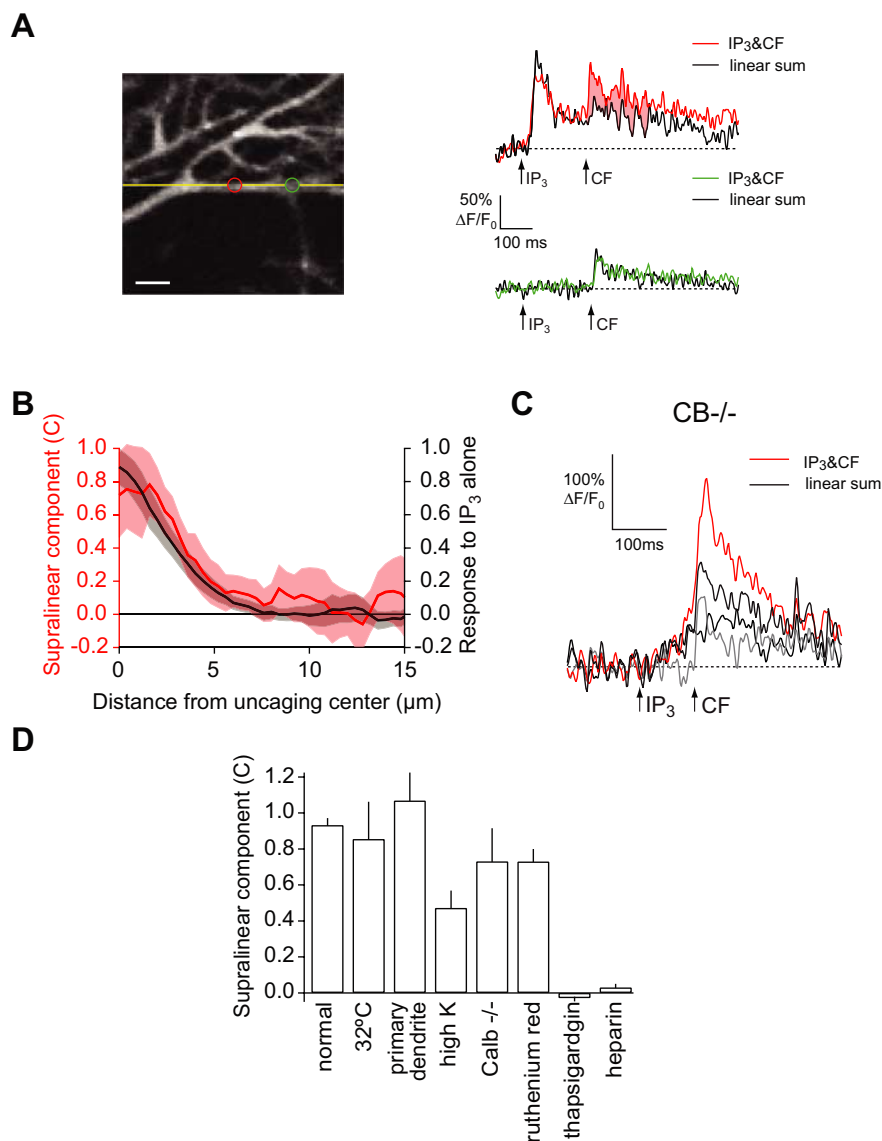 A
IP3&CF
linear sum
IP3
CF
50%
ΔF/F0
100 ms
IP3&CF
linear sum
IP3
CF
B
Supralinear component (C)
1.0
0.8
0.6
0.4
0.2
0.0
-0.2
1.0
0.8
0.6
0.4
0.2
0.0
-0.2
Response to IP3 alone
0
5
10
15
Distance from uncaging center (μm)
C
CB-/-
IP3&CF
linear sum
100%
ΔF/F0
100ms
IP3
CF
D
Supralinear component (C)
1.2
1.0
0.8
0.6
0.4
0.2
0.0
normal
32ºC
primary
dendrite
high K
Calb -/-
ruthenium red
thapsigardgin
heparin